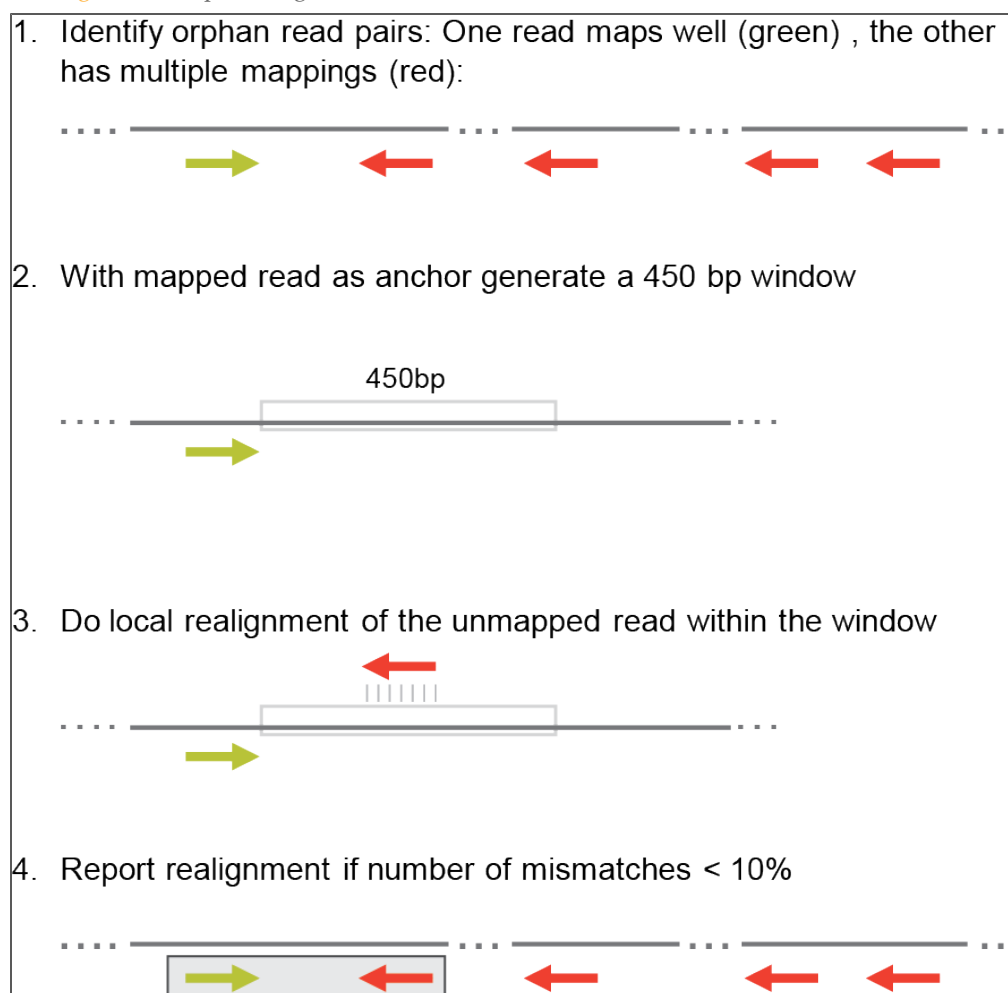 1. Identify orphan read pairs: One read maps well (green) , the other
has multiple mappings (red):
2. With mapped read as anchor generate a 450 bp window
450bp
3. Do local realignment of the unmapped read within the window
4. Report realignment if number of mismatches < 10%